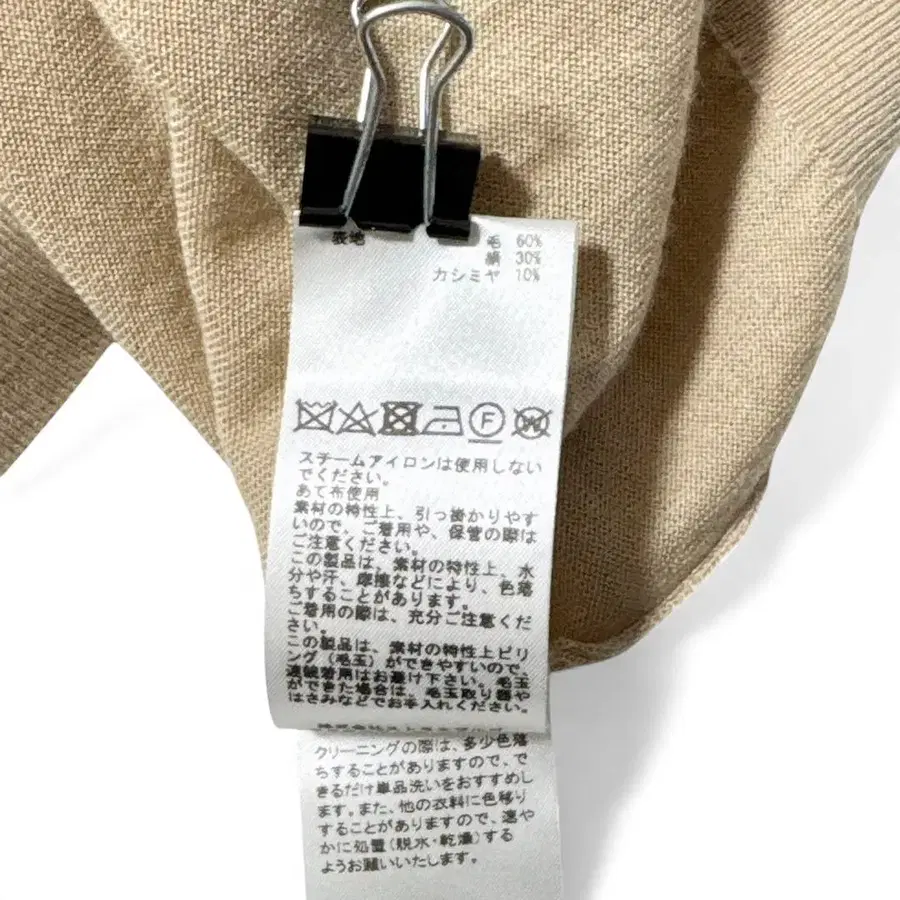 表地 毛 60%
絹 30%
カシミヤ 10%
F W
スチームアイロンは使用しない
でください。
あて布使用
素材の特性上、引っ掛かりやす
いので、ご着用や、保管の際は
ご注意ください。
この製品は、素材の特性上、水
分や汗、摩擦などにより、色落
ちすることがあります。
ご着用の際は、充分ご注意くだ
さい。
この製品は、素材の特性上ピリ
ング（毛玉）ができやすいので、
連続着用はお避け下さい。毛玉
ができた場合は、毛玉取り器や
はさみなどでお手入れください。
クリーニングの際は、多少色落
ちすることがありますので、で
きるだけ単品洗いをおすすめし
ます。また、他の衣料に色移り
することがありますので、速や
かに処置（脱水・乾燥）する
ようお願いいたします。